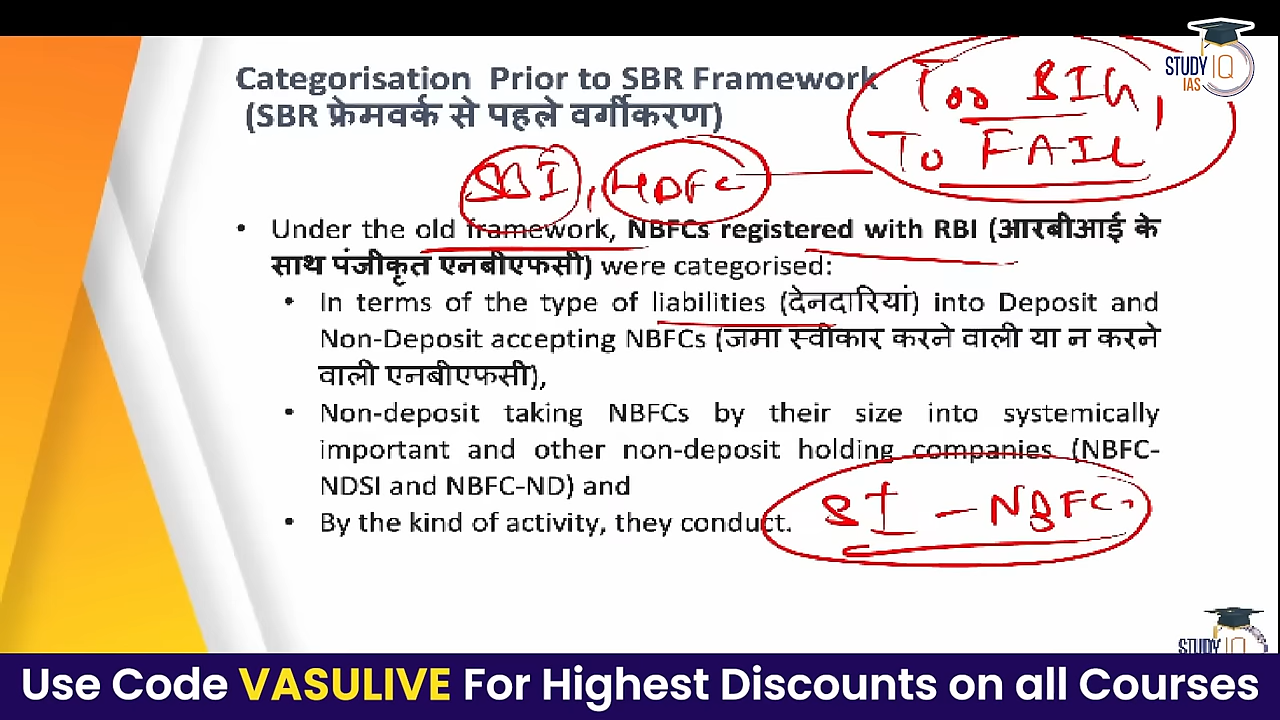 STUDY IQ
IAS
Categorisation Prior to SBR Framework
(SBR फ्रेमवर्क से पहले वर्गीकरण)
Too BIG,
To FAIL
SBI, HDFC
• Under the old framework, NBFCs registered with RBI (आरबीआई के
साथ पंजीकृत एनबीएफसी) were categorised:
• In terms of the type of liabilities (देनदारियां) into Deposit and
Non-Deposit accepting NBFCs (जमा स्वीकार करने वाली या न करने
वाली एनबीएफसी),
• Non-deposit taking NBFCs by their size into systemically
important and other non-deposit holding companies (NBFC-
NDSI and NBFC-ND) and
• By the kind of activity, they conduct.
SI - NBFC.
STUDY IQ
Use Code VASULIVE For Highest Discounts on all Courses